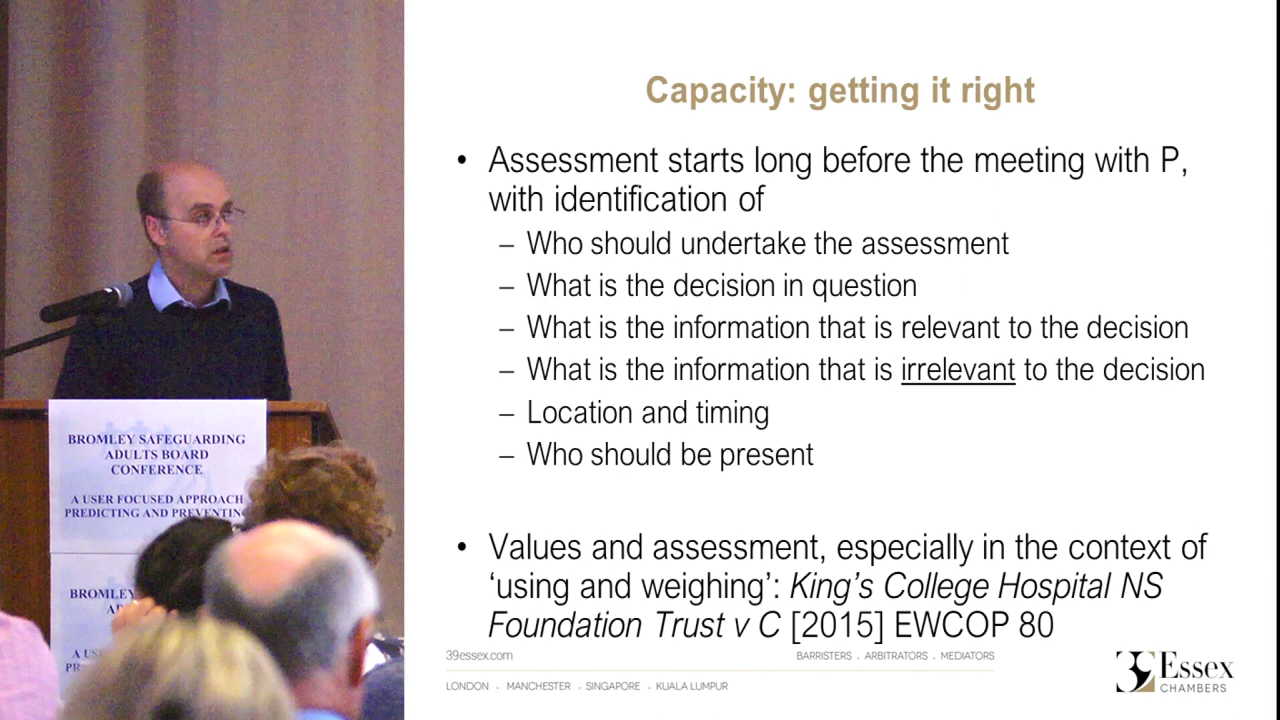 Capacity: getting it right
• Assessment starts long before the meeting with P,
with identification of
– Who should undertake the assessment
– What is the decision in question
– What is the information that is relevant to the decision
– What is the information that is irrelevant to the decision
– Location and timing
– Who should be present
• Values and assessment, especially in the context of
‘using and weighing’: King’s College Hospital NS
Foundation Trust v C [2015] EWCOP 80
39essex.com
BARRISTERS . ARBITRATORS . MEDIATORS
LONDON . MANCHESTER . SINGAPORE . KUALA LUMPUR
39 Essex
CHAMBERS
BROMLEY SAFEGUARDING
ADULTS BOARD
CONFERENCE
A USER FOCUSED APPROACH
PREDICTING AND PREVENTING
BROMLEY